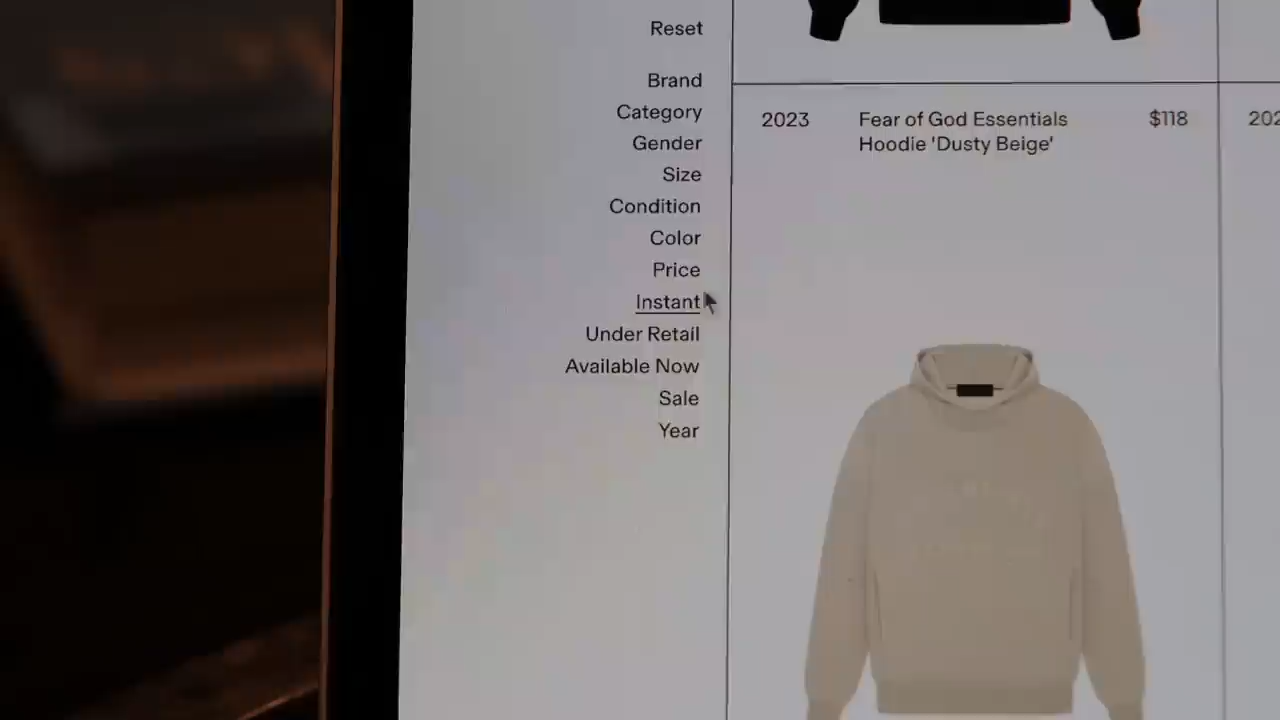 Reset
Brand
Category
Gender
Size
Condition
Color
Price
Instant
Under Retail
Available Now
Sale
Year
2023
Fear of God Essentials
Hoodie 'Dusty Beige'
$118